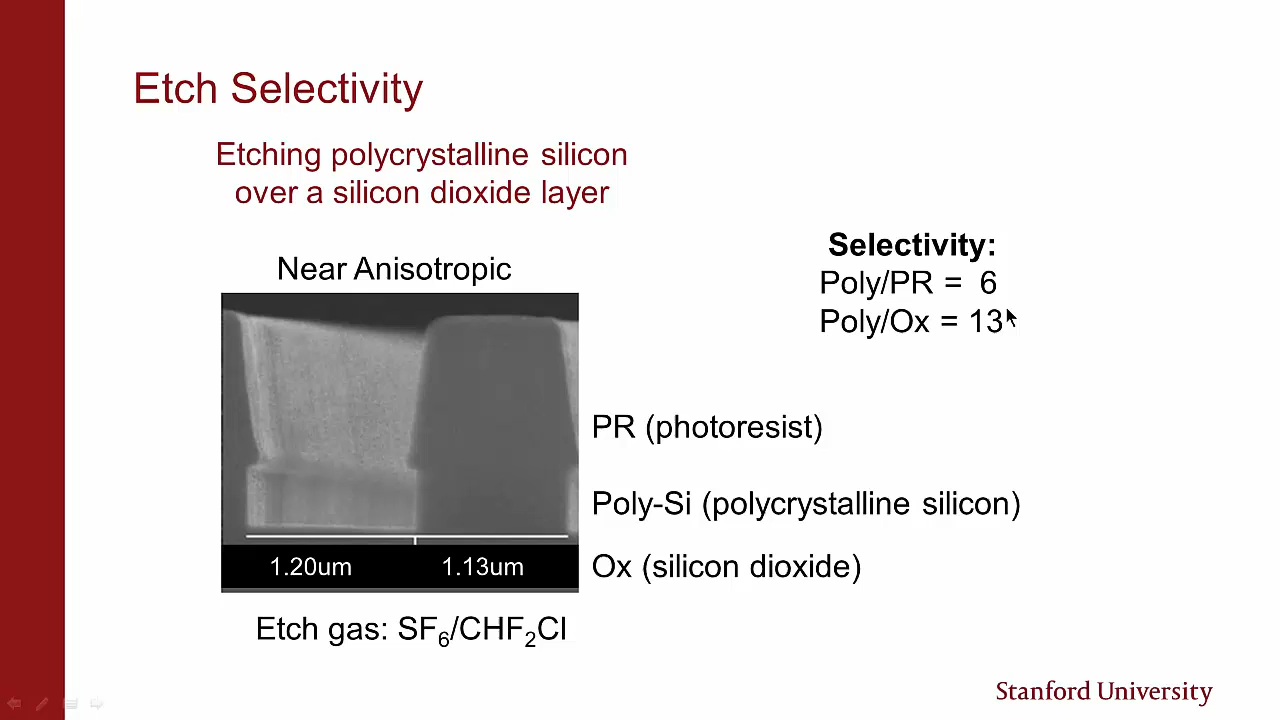 Etch Selectivity
Etching polycrystalline silicon
over a silicon dioxide layer
Near Anisotropic
Selectivity:
Poly/PR = 6
Poly/Ox = 13
PR (photoresist)
Poly-Si (polycrystalline silicon)
1.20um 1.13um
Ox (silicon dioxide)
Etch gas: SF6/CHF2Cl
Stanford University